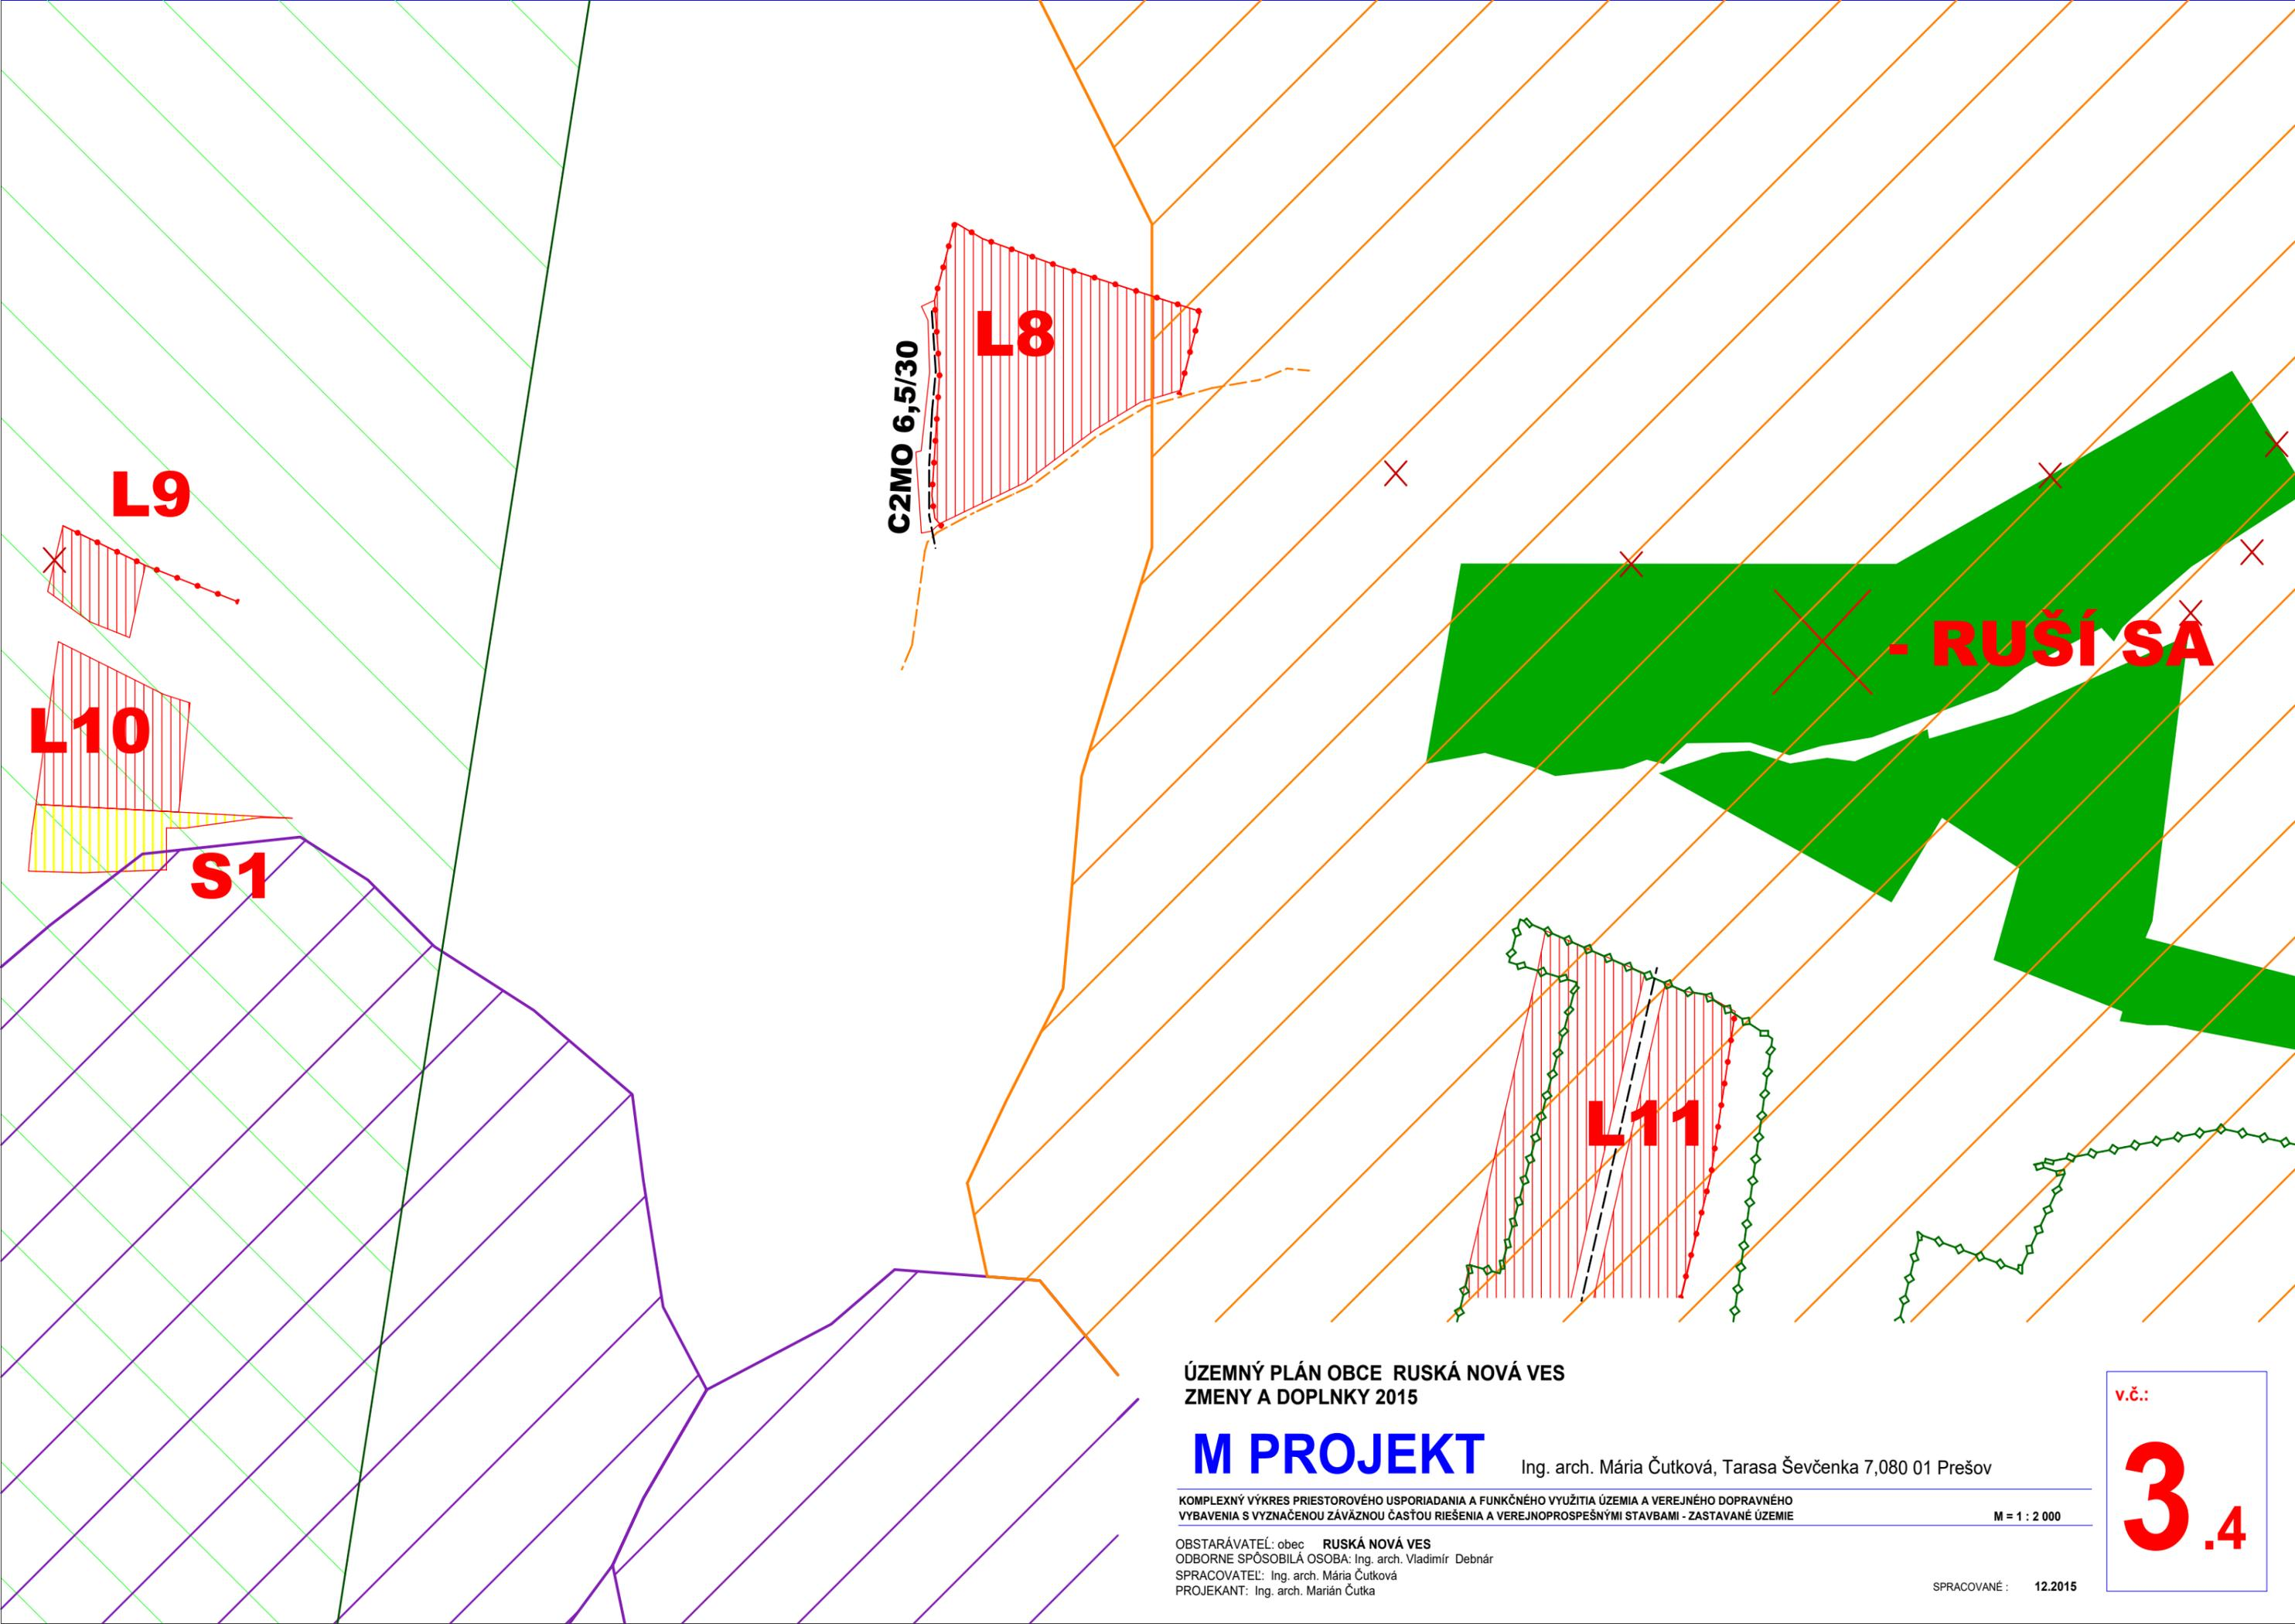 L8
C2MO 6,5/30
L9
L10
S1
- RUŠÍ SA
L11
ÚZEMNÝ PLÁN OBCE RUSKÁ NOVÁ VES
ZMENY A DOPLNKY 2015
M PROJEKT Ing. arch. Mária Čutková, Tarasa Ševčenka 7,080 01 Prešov
KOMPLEXNÝ VÝKRES PRIESTOROVÉHO USPORIADANIA A FUNKČNÉHO VYUŽITIA ÚZEMIA A VEREJNÉHO DOPRAVNÉHO
VYBAVENIA S VYZNAČENOU ZÁVÄZNOU ČASŤOU RIEŠENIA A VEREJNOPROSPEŠNÝMI STAVBAMI - ZASTAVANÉ ÚZEMIE M = 1 : 2 000
OBSTARÁVATEĽ: obec RUSKÁ NOVÁ VES
ODBORNE SPÔSOBILÁ OSOBA: Ing. arch. Vladimír Debnár
SPRACOVATEĽ: Ing. arch. Mária Čutková
PROJEKANT: Ing. arch. Marián Čutka
SPRACOVANÉ : 12.2015
v.č.:
3.4